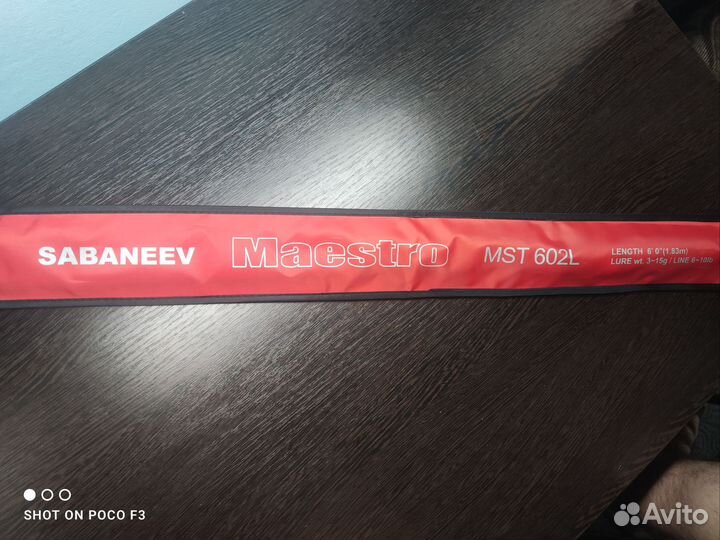 SABANEEV Maestro MST 602L
LENGTH 6' 0"(1.83m)
LURE wt. 3~15g / LINE 6~10lb
SHOT ON POCO F3
Avito